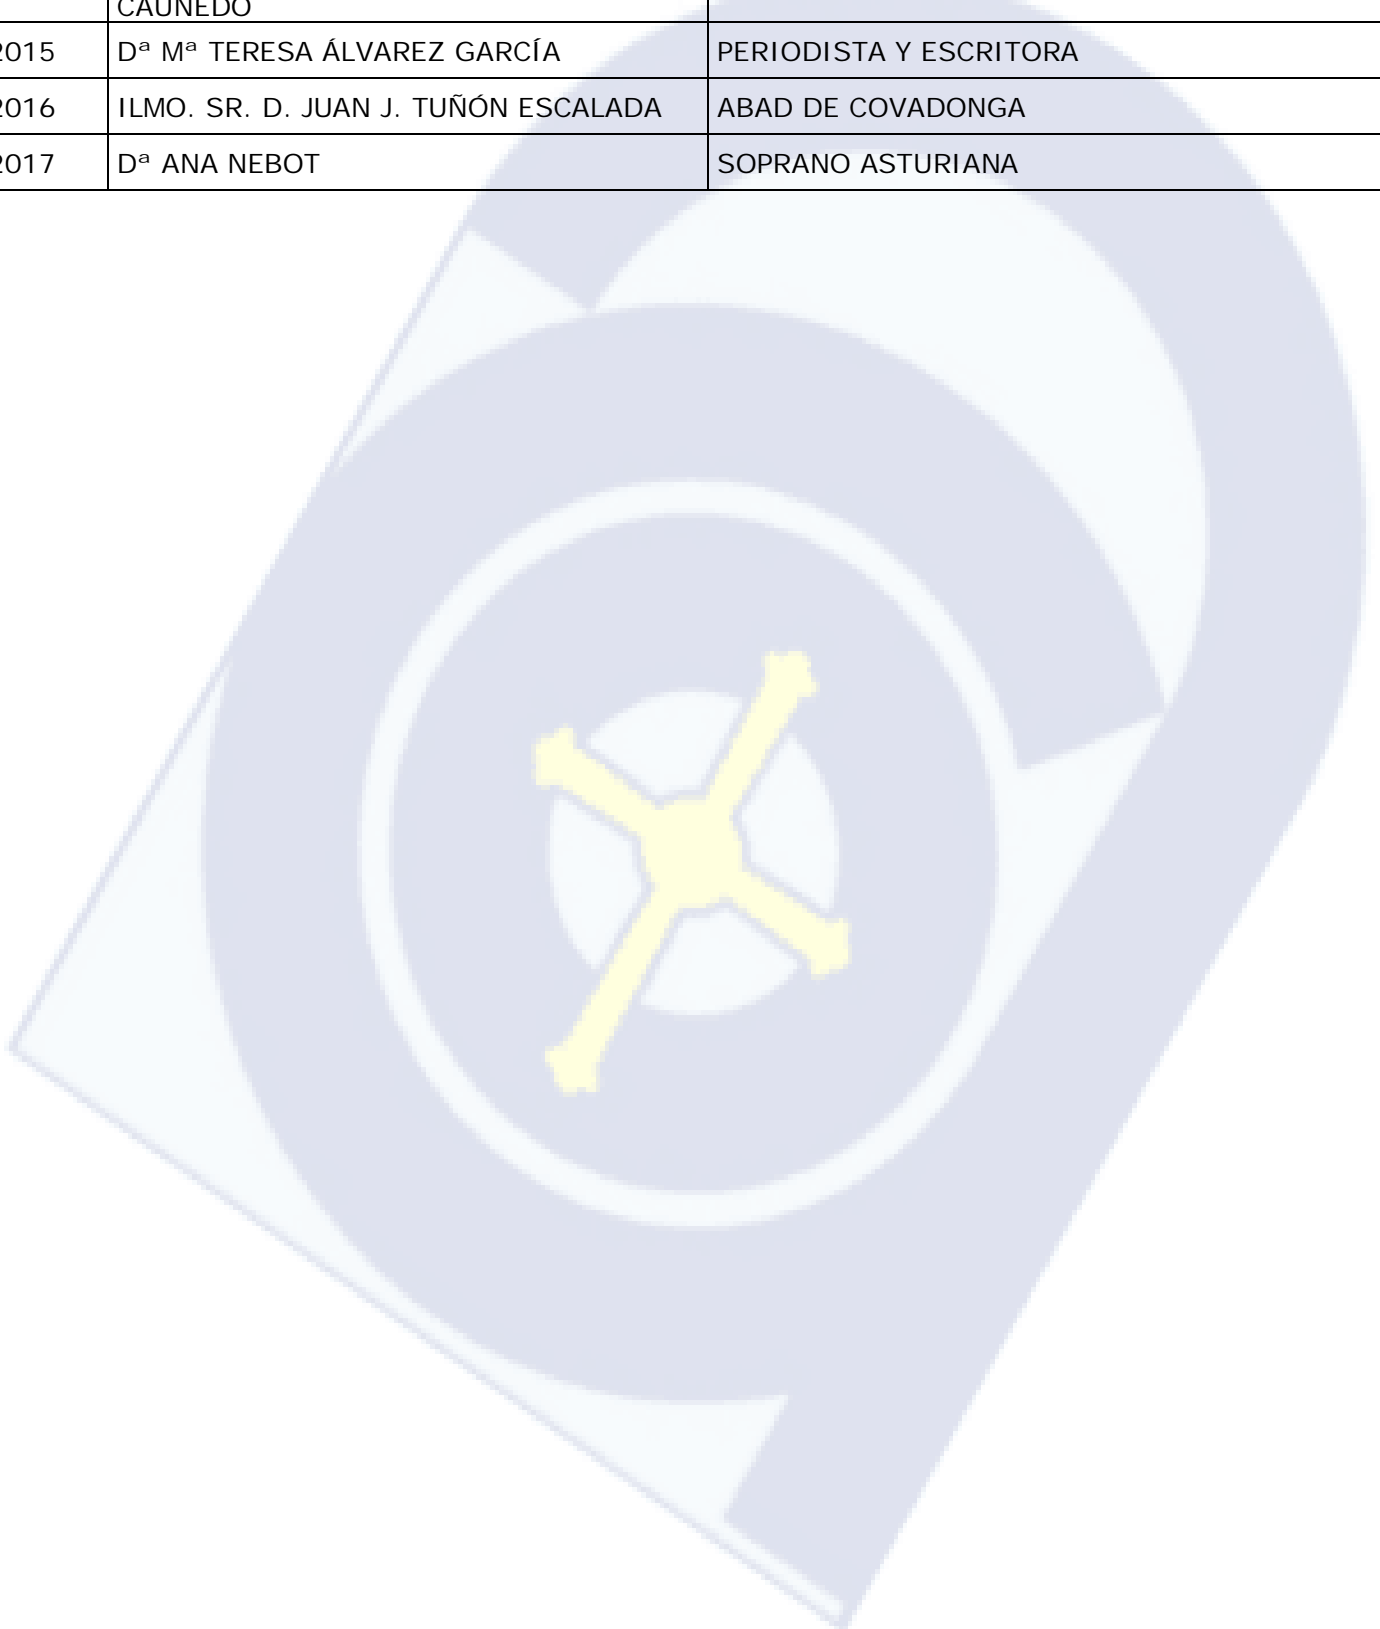 CAUNEDO
2015 Dª Mª TERESA ÁLVAREZ GARCÍA PERIODISTA Y ESCRITORA
2016 ILMO. SR. D. JUAN J. TUÑÓN ESCALADA ABAD DE COVADONGA
2017 Dª ANA NEBOT SOPRANO ASTURIANA